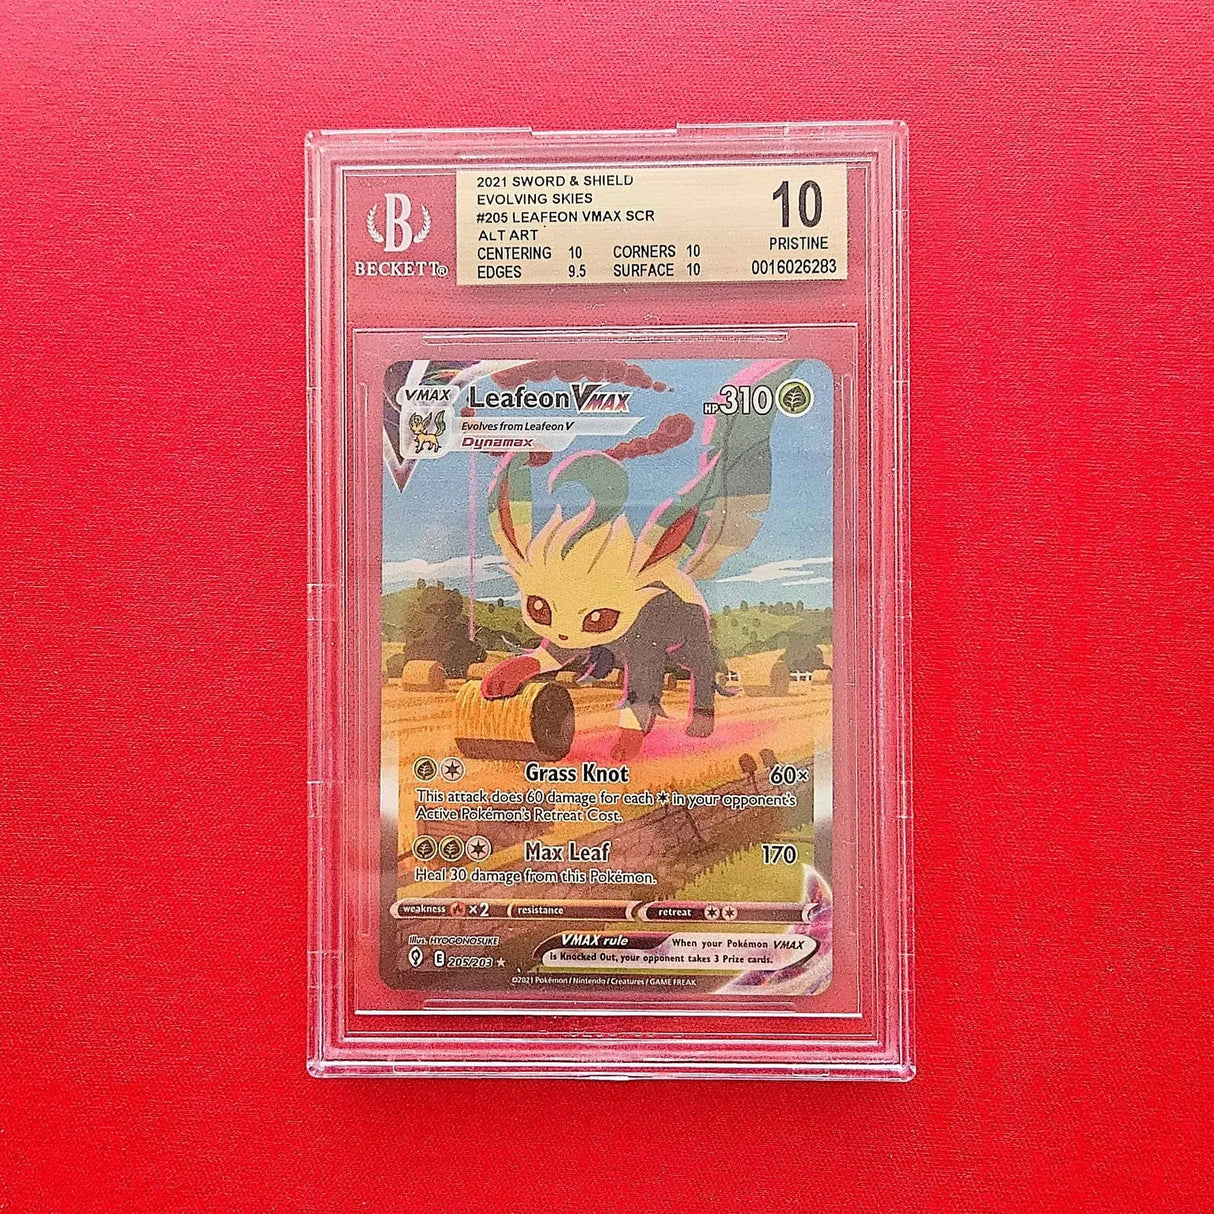 B
BECKETT®
2021 SWORD & SHIELD
EVOLVING SKIES
#205 LEAFEON VMAX SCR
ALT ART
CENTERING 10 CORNERS 10
EDGES 9.5 SURFACE 10
10
PRISTINE
0016026283
VMAX
Leafeon VMAX
HP 310
Evolves from Leafeon V
Dynamax
Grass Knot 60×
This attack does 60 damage for each in your opponent's
Active Pokémon's Retreat Cost.
Max Leaf 170
Heal 30 damage from this Pokémon.
weakness ×2 resistance retreat
Illus. HYOGONOSUKE
E 205/203 ★
VMAX rule When your Pokémon VMAX
is Knocked Out, your opponent takes 3 Prize cards.
©2021 Pokémon / Nintendo / Creatures / GAME FREAK